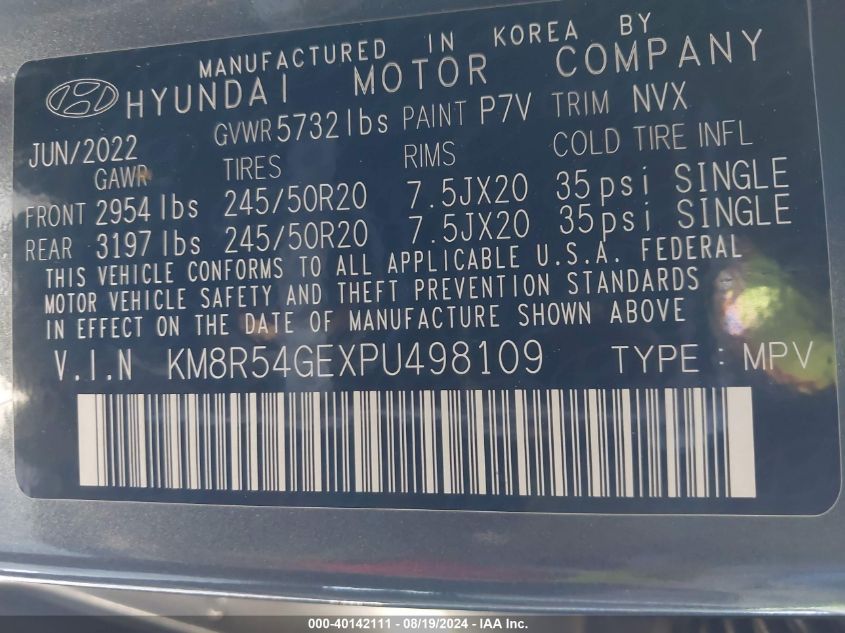 MANUFACTURED IN KOREA BY
HYUNDAI MOTOR COMPANY
JUN/2022 GVWR 5732 lbs PAINT P7V TRIM NVX
GAWR TIRES RIMS COLD TIRE INFL
FRONT 2954 lbs 245/50R20 7.5JX20 35psi SINGLE
REAR 3197 lbs 245/50R20 7.5JX20 35psi SINGLE
THIS VEHICLE CONFORMS TO ALL APPLICABLE U.S.A. FEDERAL
MOTOR VEHICLE SAFETY AND THEFT PREVENTION STANDARDS
IN EFFECT ON THE DATE OF MANUFACTURE SHOWN ABOVE
V.I.N KM8R54GEXPU498109 TYPE : MPV
000-40142111 - 08/19/2024 - IAA Inc.